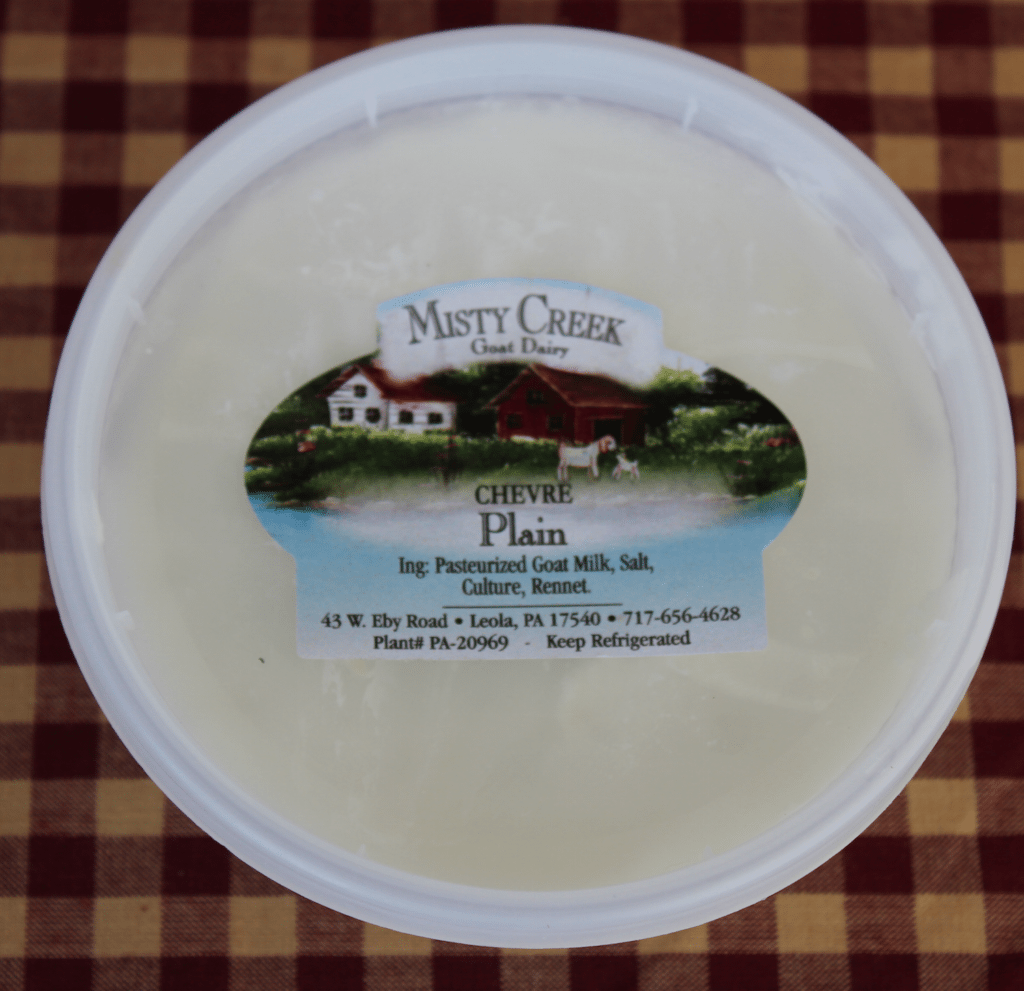 MISTY CREEK
Goat Dairy
CHEVRE
Plain
Ing: Pasteurized Goat Milk, Salt,
Culture, Rennet.
43 W. Eby Road • Leola, PA 17540 • 717-656-4628
Plant# PA-20969 - Keep Refrigerated